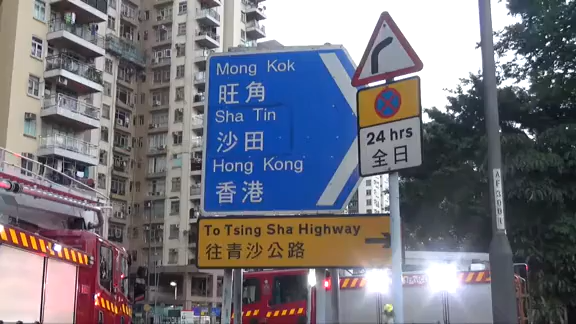 Mong Kok
旺角
Sha Tin
沙田
Hong Kong
香港
To Tsing Sha Highway
往青沙公路
24 hrs
全日